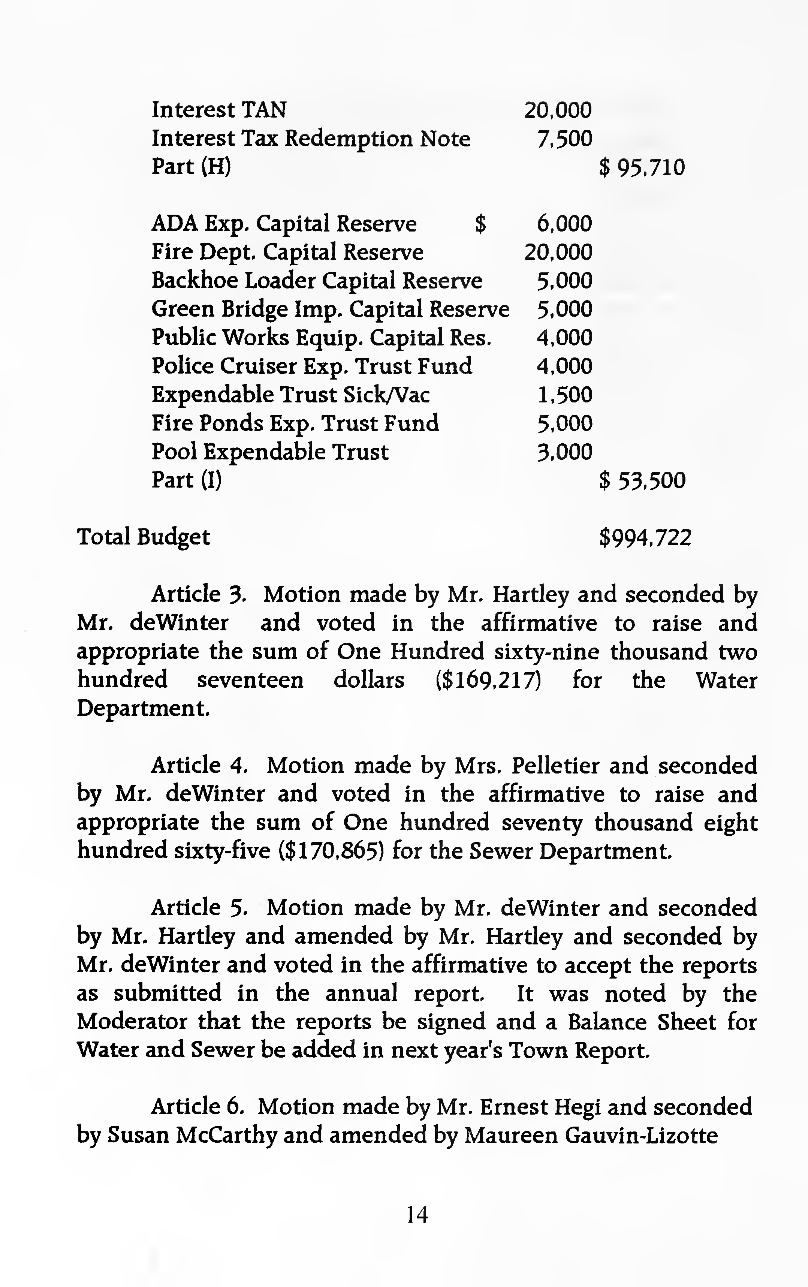 Interest TAN 20,000
Interest Tax Redemption Note 7,500
Part (H) $ 95,710
ADA Exp. Capital Reserve $ 6,000
Fire Dept. Capital Reserve 20,000
Backhoe Loader Capital Reserve 5,000
Green Bridge Imp. Capital Reserve 5,000
Public Works Equip. Capital Res. 4,000
Police Cruiser Exp. Trust Fund 4,000
Expendable Trust Sick/Vac 1,500
Fire Ponds Exp. Trust Fund 5,000
Pool Expendable Trust 3,000
Part (I) $ 53,500
Total Budget $994,722
Article 3. Motion made by Mr. Hartley and seconded by
Mr. deWinter and voted in the affirmative to raise and
appropriate the sum of One Hundred sixty-nine thousand two
hundred seventeen dollars ($169,217) for the Water
Department.
Article 4. Motion made by Mrs. Pelletier and seconded
by Mr. deWinter and voted in the affirmative to raise and
appropriate the sum of One hundred seventy thousand eight
hundred sixty-five ($170,865) for the Sewer Department.
Article 5. Motion made by Mr. deWinter and seconded
by Mr. Hartley and amended by Mr. Hartley and seconded by
Mr. deWinter and voted in the affirmative to accept the reports
as submitted in the annual report. It was noted by the
Moderator that the reports be signed and a Balance Sheet for
Water and Sewer be added in next year's Town Report.
Article 6. Motion made by Mr. Ernest Hegi and seconded
by Susan McCarthy and amended by Maureen Gauvin-Lizotte
14